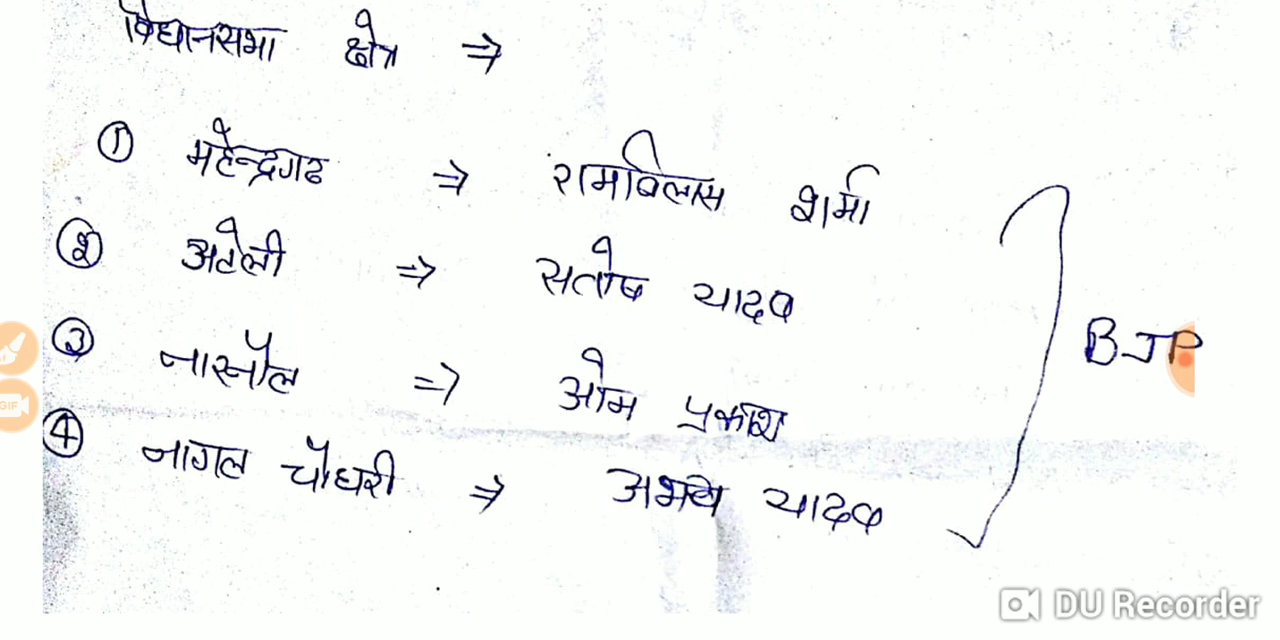 विधानसभा क्षेत्र ⇒
① महेन्द्रगढ ⇒ रामबिलास शर्मा
② अटेली ⇒ सतोष यादव
③ नारनौल ⇒ ओम प्रकाश
④ नागल चौधरी ⇒ अभय यादव
BJP
GIF
DU Recorder